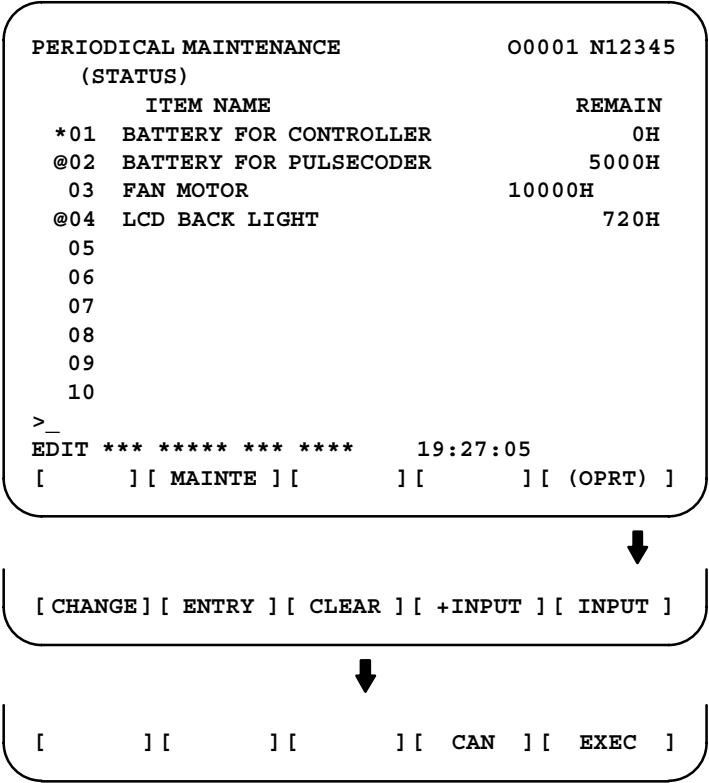 PERIODICAL MAINTENANCE O0001 N12345
(STATUS)
ITEM NAME REMAIN
*01 BATTERY FOR CONTROLLER 0H
@02 BATTERY FOR PULSECODER 5000H
03 FAN MOTOR 10000H
@04 LCD BACK LIGHT 720H
05
06
07
08
09
10
>_
EDIT *** ***** *** **** 19:27:05
[ ][ MAINTE ][ ][ ][ (OPRT) ]
[ CHANGE ][ ENTRY ][ CLEAR ][ +INPUT ][ INPUT ]
[ ][ ][ ][ CAN ][ EXEC ]